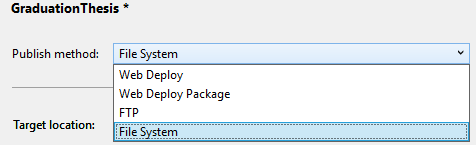 GraduationThesis *
Publish method: File System
Web Deploy
Web Deploy Package
FTP
Target location: File System